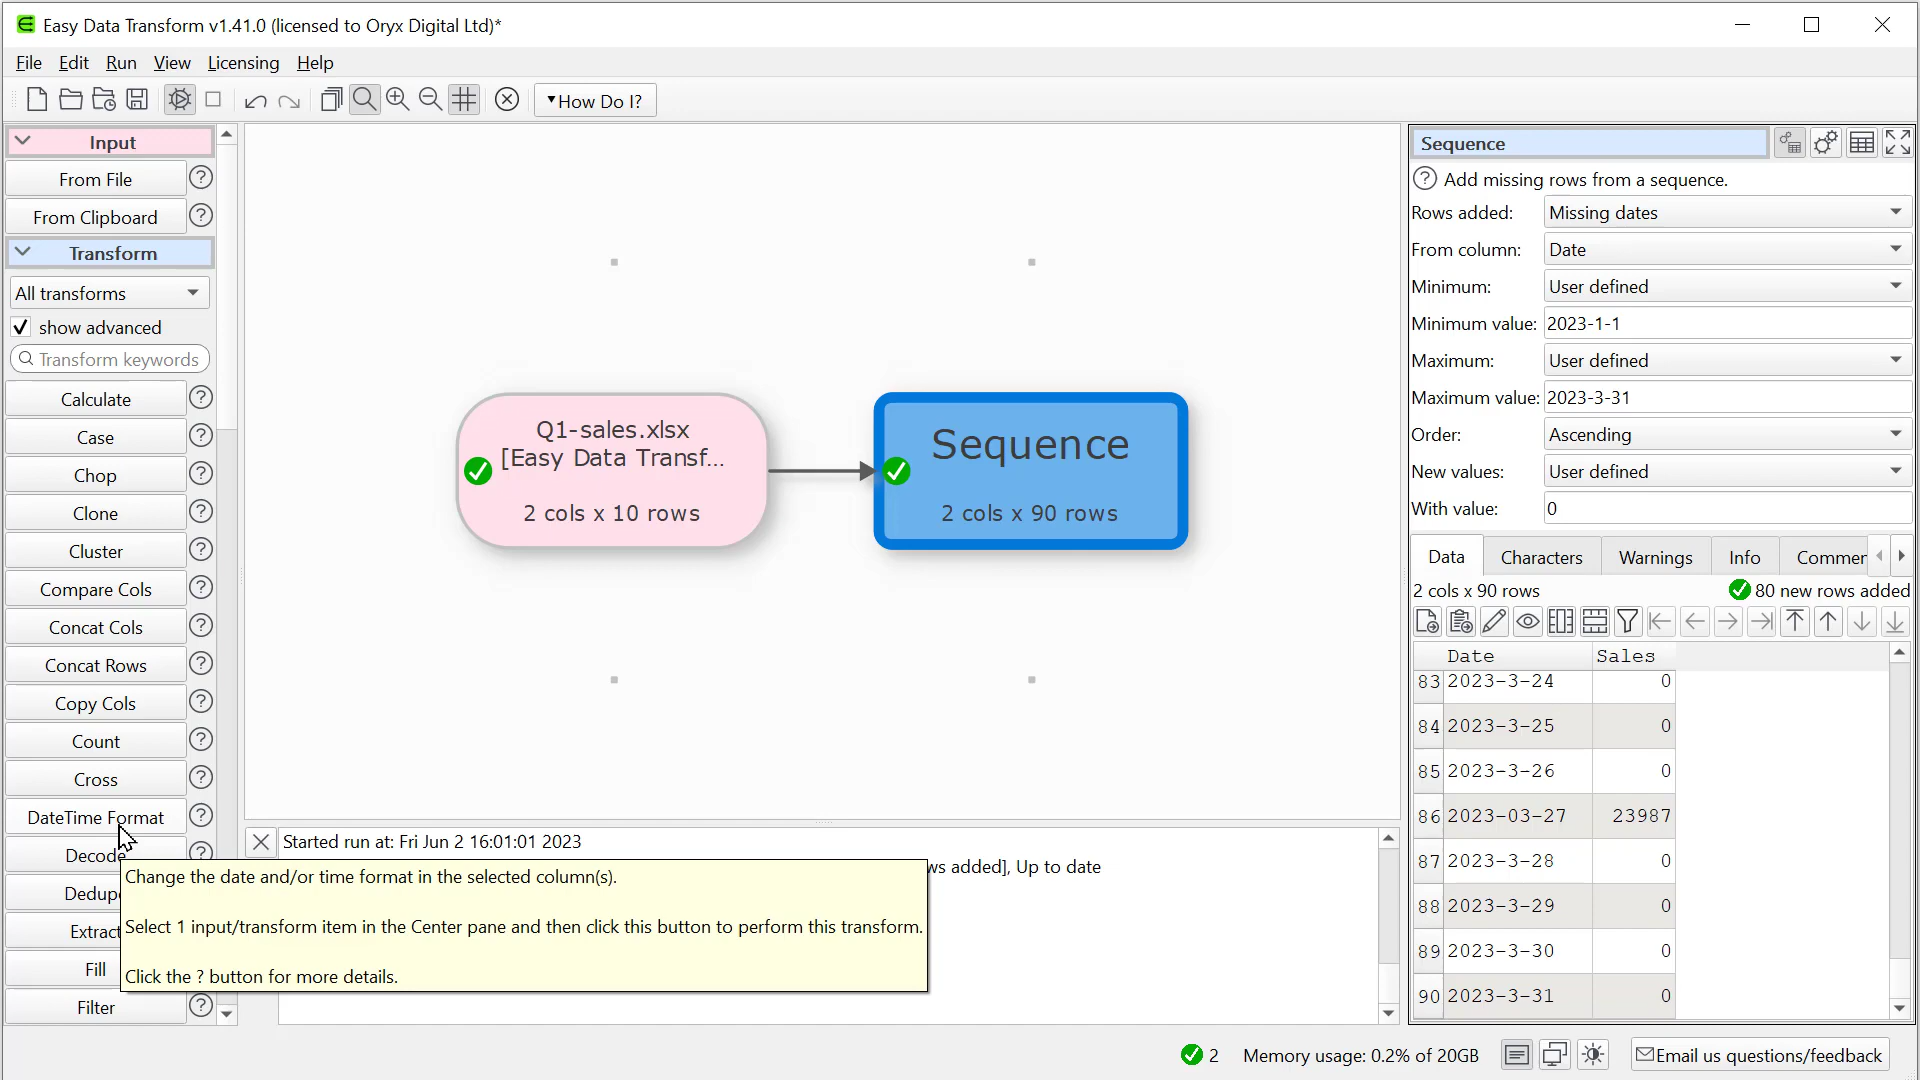 Easy Data Transform v1.41.0 (licensed to Oryx Digital Ltd)*
File Edit Run View Licensing Help
How Do I?
Input
From File
From Clipboard
Transform
All transforms
show advanced
Transform keywords
Calculate
Case
Chop
Clone
Cluster
Compare Cols
Concat Cols
Concat Rows
Copy Cols
Count
Cross
DateTime Format
Decode
Dedup
Extract
Fill
Filter
Q1-sales.xlsx
[Easy Data Transf...
2 cols x 10 rows
Sequence
2 cols x 90 rows
Started run at: Fri Jun 2 16:01:01 2023
ws added], Up to date
Change the date and/or time format in the selected column(s).
Select 1 input/transform item in the Center pane and then click this button to perform this transform.
Click the ? button for more details.
Sequence
Add missing rows from a sequence.
Rows added: Missing dates
From column: Date
Minimum: User defined
Minimum value: 2023-1-1
Maximum: User defined
Maximum value: 2023-3-31
Order: Ascending
New values: User defined
With value: 0
Data Characters Warnings Info Commer
2 cols x 90 rows 80 new rows added
Date Sales
83 2023-3-24 0
84 2023-3-25 0
85 2023-3-26 0
86 2023-03-27 23987
87 2023-3-28 0
88 2023-3-29 0
89 2023-3-30 0
90 2023-3-31 0
2 Memory usage: 0.2% of 20GB Email us questions/feedback